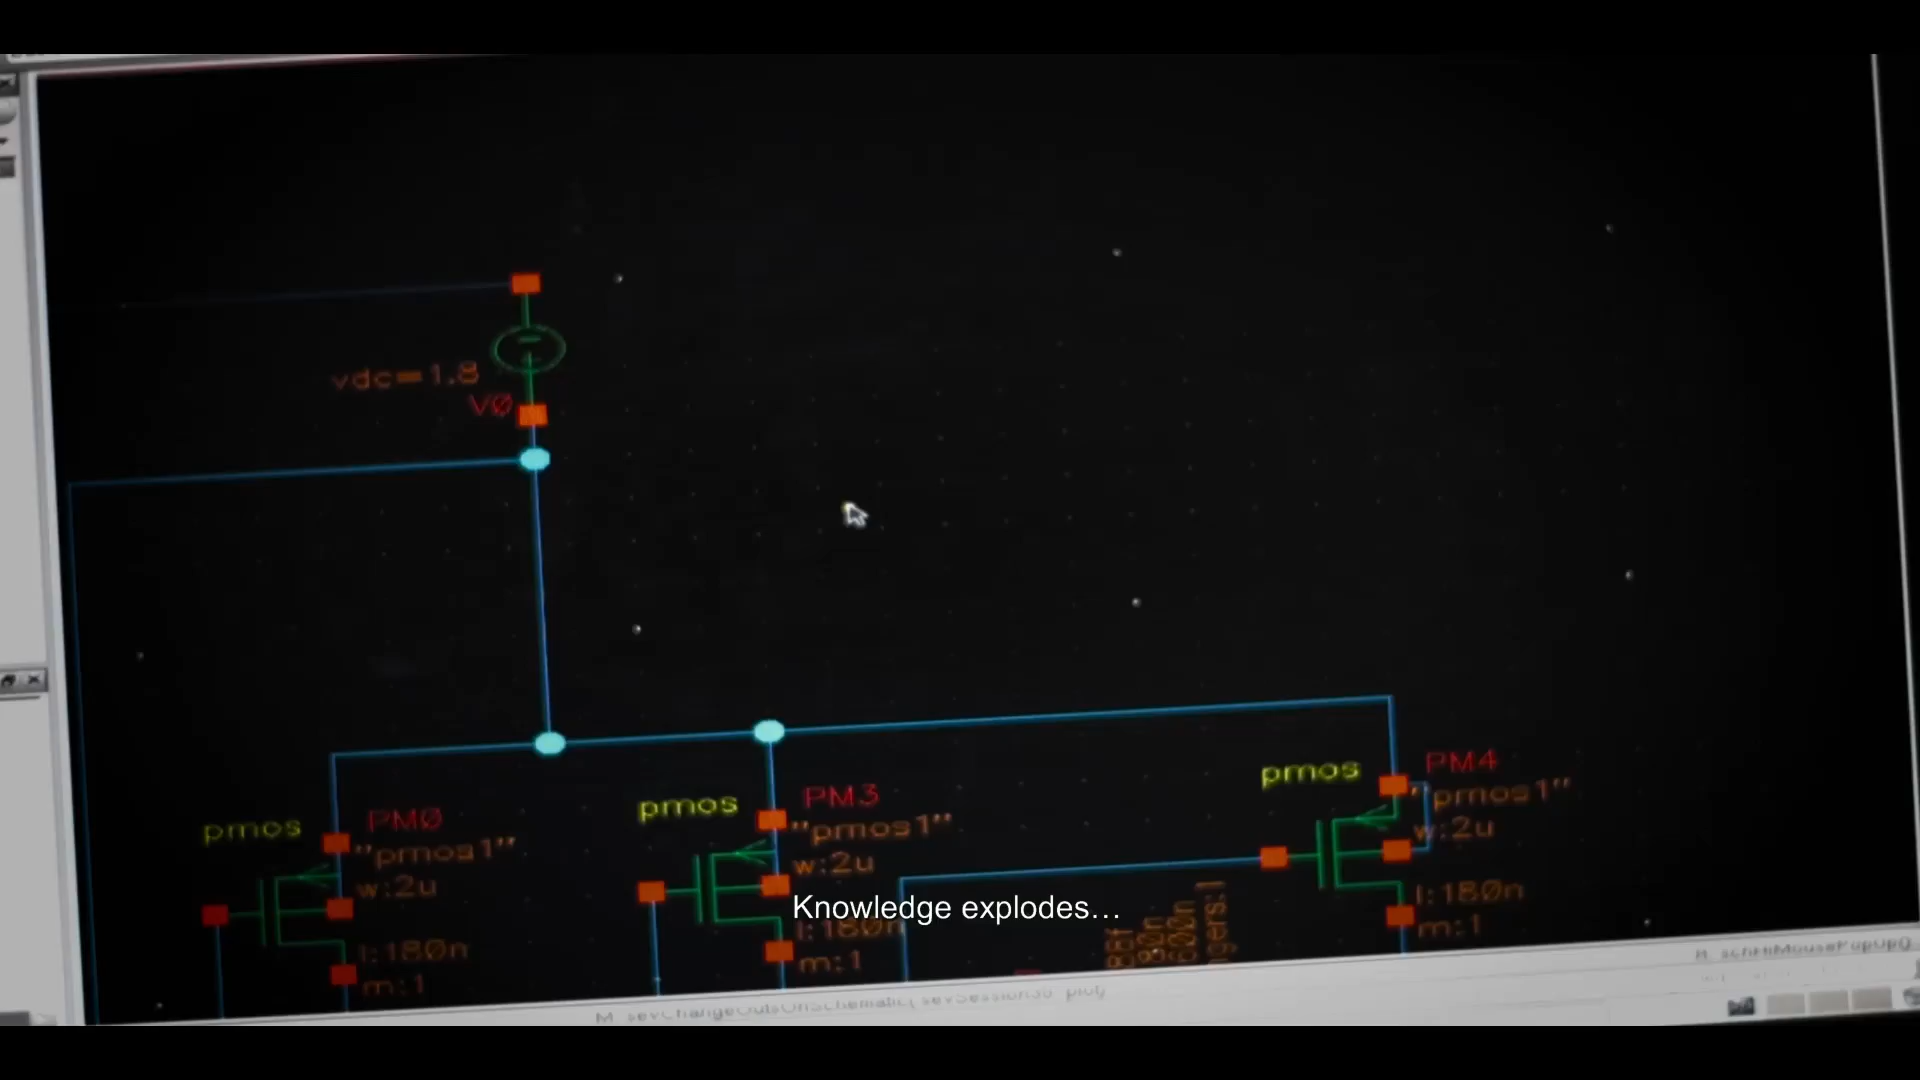 vdc=1.8
V0
pmos
PM4
"pmos1"
w:2u
l:180n
m:1
pmos
PM3
"pmos1"
w:2u
l:180n
m:1
pmos
PM0
"pmos1"
w:2u
l:180n
m:1
Knowledge explodes…